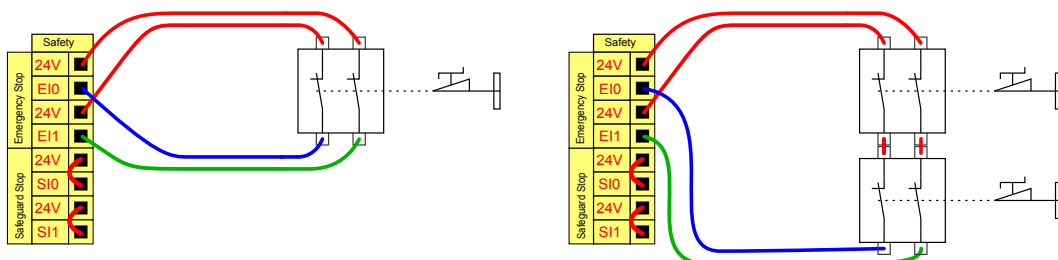 Safety
Emergency Stop
24V
EI0
24V
EI1
Safeguard Stop
24V
SI0
24V
SI1
Safety
Emergency Stop
24V
EI0
24V
EI1
Safeguard Stop
24V
SI0
24V
SI1